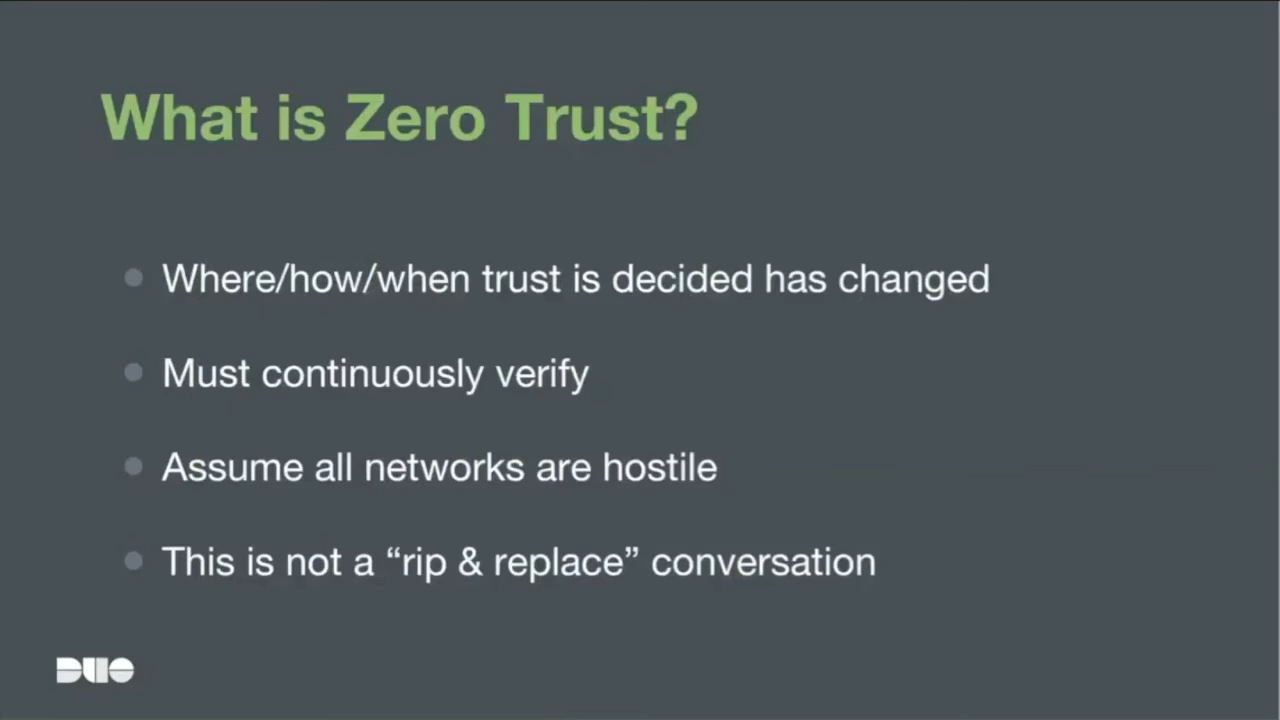 What is Zero Trust?
Where/how/when trust is decided has changed
Must continuously verify
Assume all networks are hostile
This is not a “rip & replace” conversation
DUO